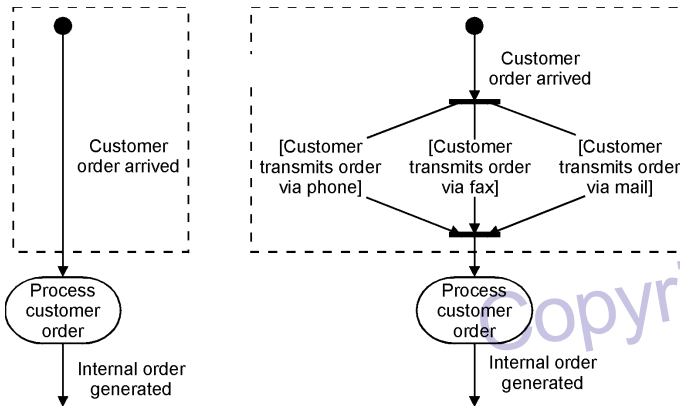 Customer
order arrived
Process
customer
order
Internal order
generated
Customer
order arrived
[Customer
transmits order
via phone]
[Customer
transmits order
via fax]
[Customer
transmits order
via mail]
Process
customer
order
Internal order
generated